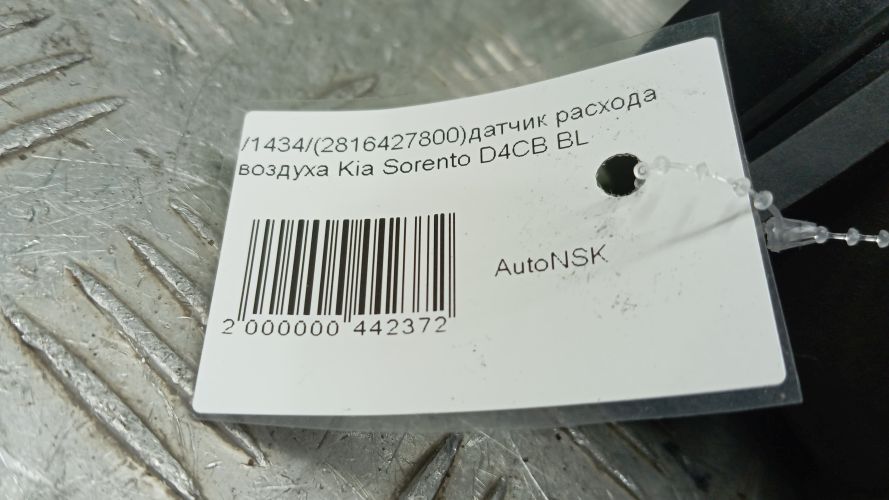 /1434/(2816427800)датчик расхода
воздуха Kia Sorento D4CB BL
AutoNSK
2 000000 442372